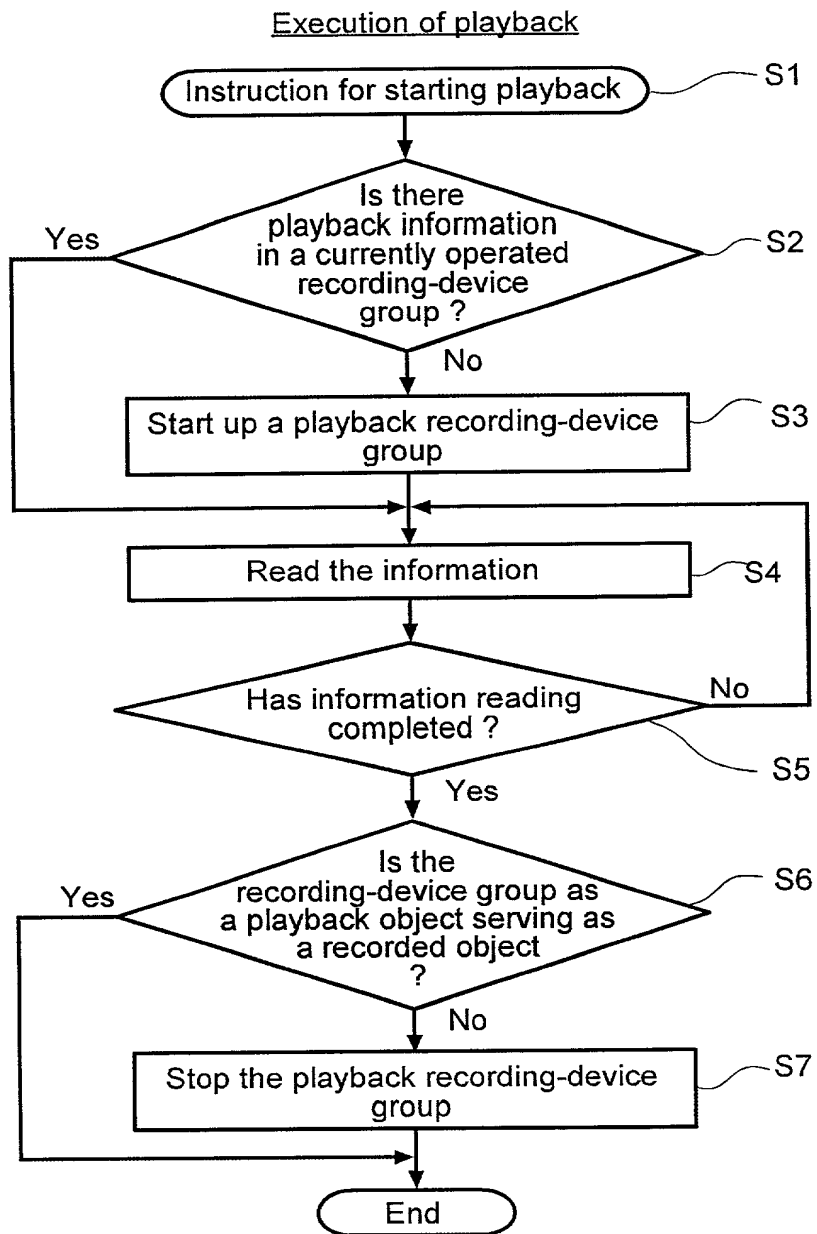 Execution of playback
Instruction for starting playback
S1
Is there
playback information
in a currently operated
recording-device
group ?
Yes
S2
No
Start up a playback recording-device
group
S3
Read the information
S4
Has information reading
completed ?
No
S5
Yes
Is the
recording-device group as
a playback object serving as
a recorded object
?
Yes
S6
No
Stop the playback recording-device
group
S7
End